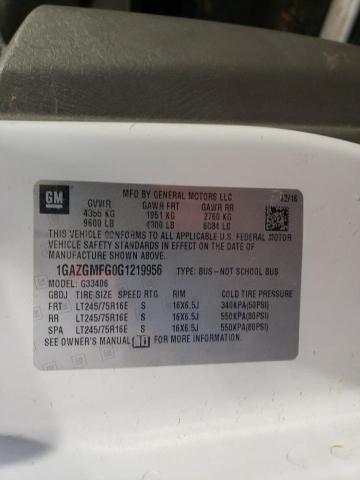 GM
MFD BY GENERAL MOTORS LLC
GVWR GAWR FRT GAWR RR
4355 KG 1951 KG 2760 KG
9600 LB 4300 LB 6084 LB
THIS VEHICLE CONFORMS TO ALL APPLICABLE U.S. FEDERAL MOTOR
VEHICLE SAFETY STANDARDS IN EFFECT ON THE DATE OF
MANUFACTURE SHOWN ABOVE.
1GAZGMFG0G1219956 TYPE: BUS-NOT SCHOOL BUS
MODEL: G33406
GBDJ TIRE SIZE SPEED RTG RIM COLD TIRE PRESSURE
FRT LT245/75R16E S 16X6.5J 340KPA(50PSI)
RR LT245/75R16E S 16X6.5J 550KPA(80PSI)
SPA LT245/75R16E S 16X6.5J 550KPA(80PSI)
SEE OWNER'S MANUAL FOR MORE INFORMATION.